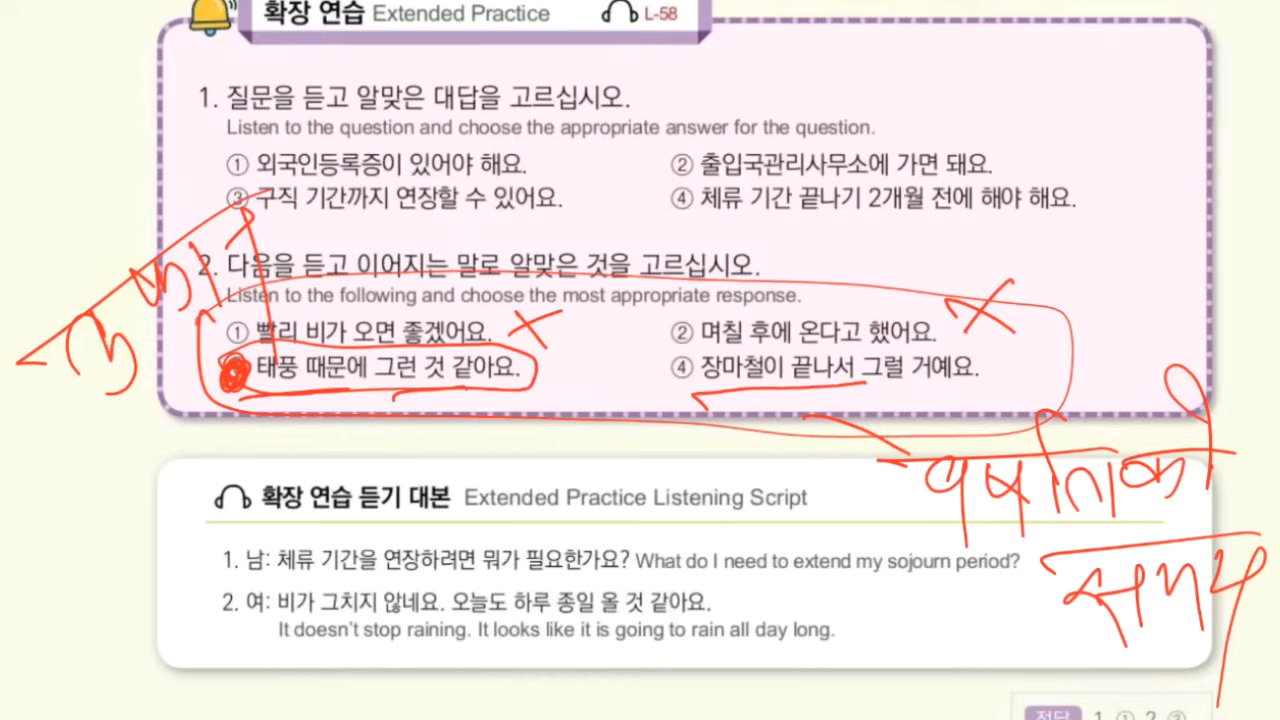 확장 연습 Extended Practice L-58
1. 질문을 듣고 알맞은 대답을 고르십시오.
Listen to the question and choose the appropriate answer for the question.
① 외국인등록증이 있어야 해요. ② 출입국관리사무소에 가면 돼요.
③ 구직 기간까지 연장할 수 있어요. ④ 체류 기간 끝나기 2개월 전에 해야 해요.
2. 다음을 듣고 이어지는 말로 알맞은 것을 고르십시오.
Listen to the following and choose the most appropriate response.
① 빨리 비가 오면 좋겠어요. ② 며칠 후에 온다고 했어요.
태풍 때문에 그런 것 같아요. ④ 장마철이 끝나서 그럴 거예요.
확장 연습 듣기 대본 Extended Practice Listening Script
1. 남: 체류 기간을 연장하려면 뭐가 필요한가요? What do I need to extend my sojourn period?
2. 여: 비가 그치지 않네요. 오늘도 하루 종일 올 것 같아요.
It doesn't stop raining. It looks like it is going to rain all day long.
정답 1. ① 2. ③